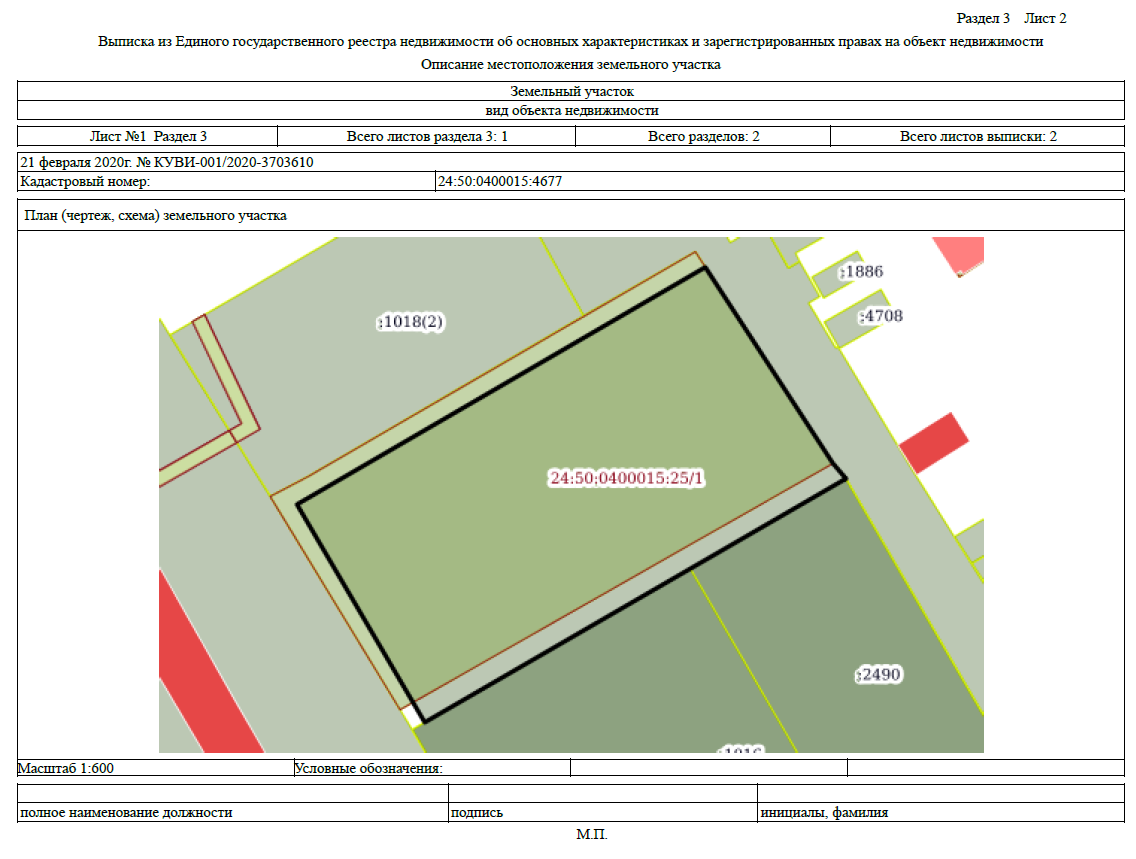 Раздел 3 Лист 2
Выписка из Единого государственного реестра недвижимости об основных характеристиках и зарегистрированных правах на объект недвижимости
Описание местоположения земельного участка
Земельный участок
вид объекта недвижимости
Лист №1 Раздел 3 Всего листов раздела 3: 1 Всего разделов: 2 Всего листов выписки: 2
21 февраля 2020г. № КУВИ-001/2020-3703610
Кадастровый номер: 24:50:0400015:4677
План (чертеж, схема) земельного участка
:1886
:4708
:1018(2)
24:50:0400015:25/1
:2490
Масштаб 1:600 Условные обозначения:
полное наименование должности подпись инициалы, фамилия
М.П.